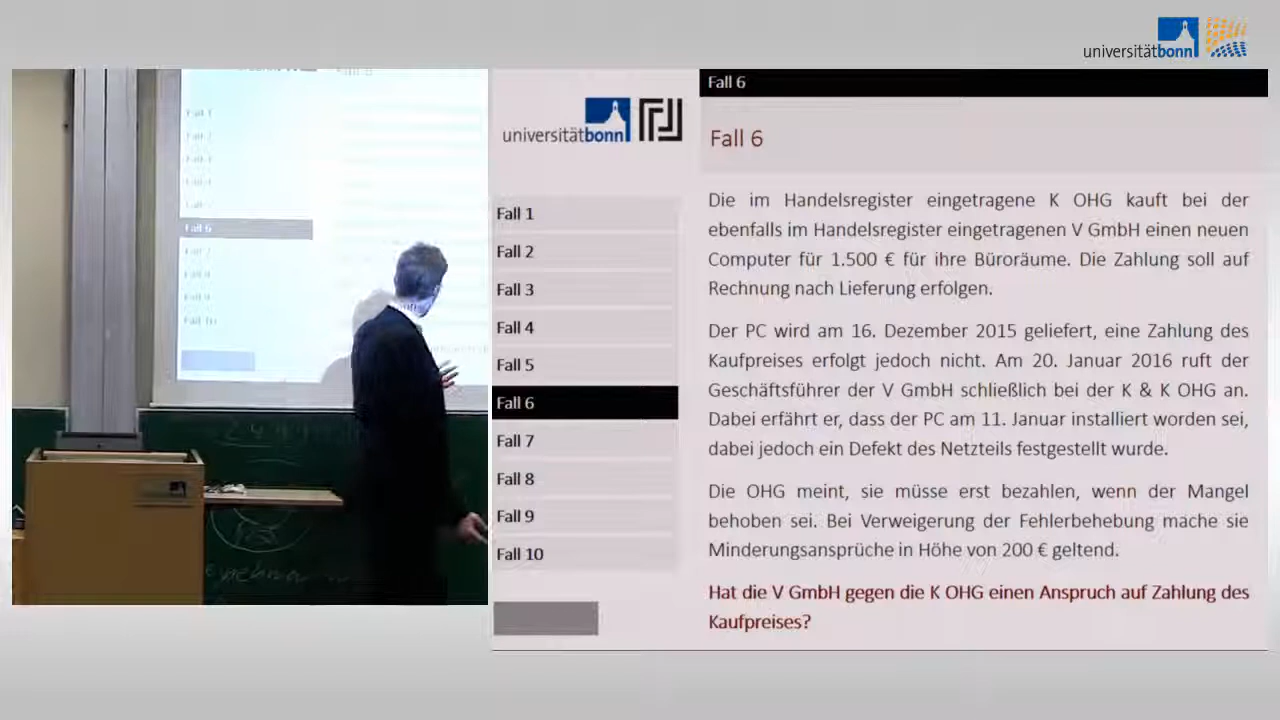 universitätbonn
Fall 6
universitätbonn
Fall 6
Die im Handelsregister eingetragene K OHG kauft bei der
ebenfalls im Handelsregister eingetragenen V GmbH einen neuen
Computer für 1.500 € für ihre Büroräume. Die Zahlung soll auf
Rechnung nach Lieferung erfolgen.
Der PC wird am 16. Dezember 2015 geliefert, eine Zahlung des
Kaufpreises erfolgt jedoch nicht. Am 20. Januar 2016 ruft der
Geschäftsführer der V GmbH schließlich bei der K & K OHG an.
Dabei erfährt er, dass der PC am 11. Januar installiert worden sei,
dabei jedoch ein Defekt des Netzteils festgestellt wurde.
Die OHG meint, sie müsse erst bezahlen, wenn der Mangel
behoben sei. Bei Verweigerung der Fehlerbehebung mache sie
Minderungsansprüche in Höhe von 200 € geltend.
Hat die V GmbH gegen die K OHG einen Anspruch auf Zahlung des
Kaufpreises?
Fall 1
Fall 2
Fall 3
Fall 4
Fall 5
Fall 6
Fall 7
Fall 8
Fall 9
Fall 10
Fall 6